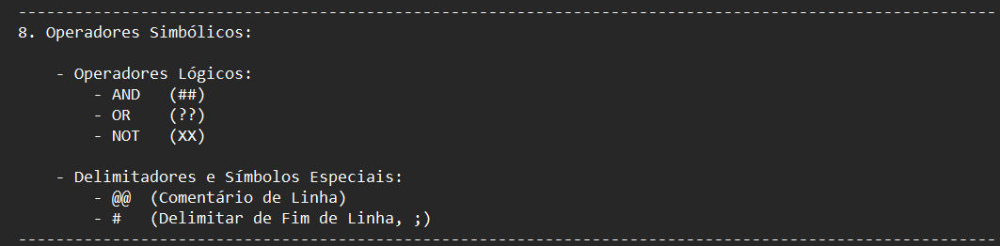 ----------------------------------------------------------------------------------------------------------
8. Operadores Simbólicos:
- Operadores Lógicos:
- AND (##)
- OR (??)
- NOT (XX)
- Delimitadores e Símbolos Especiais:
- @@ (Comentário de Linha)
- # (Delimitar de Fim de Linha, ;)
----------------------------------------------------------------------------------------------------------